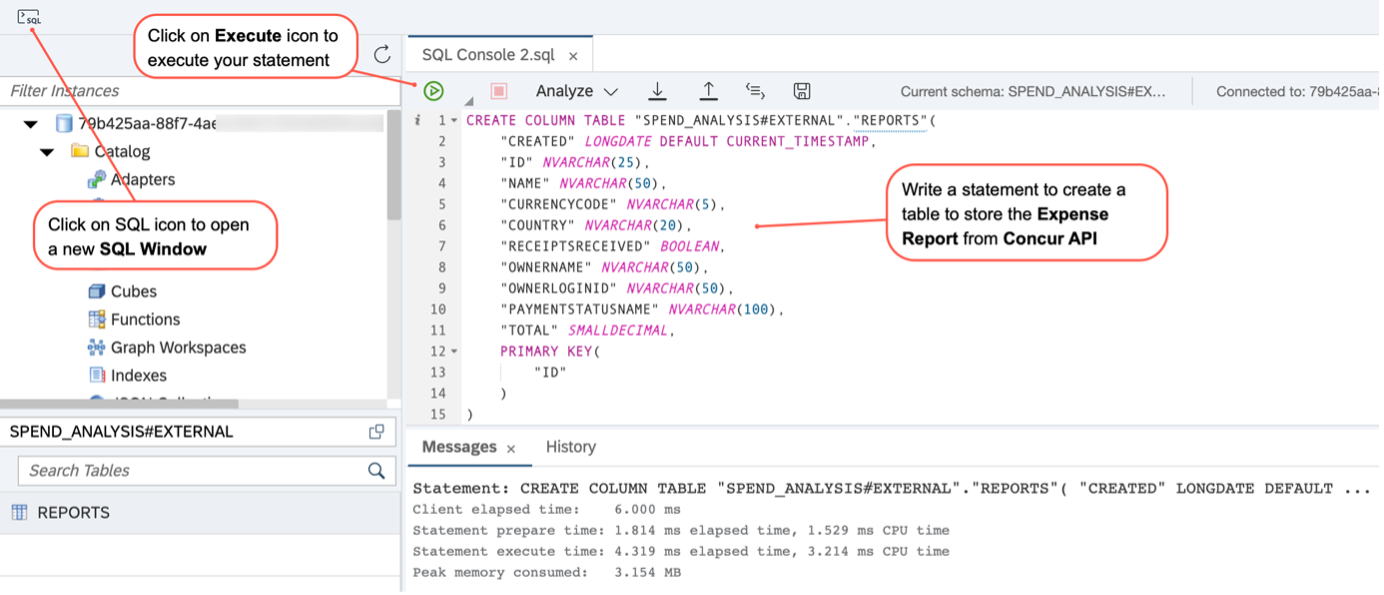 SQL
Click on Execute icon to
execute your statement
SQL Console 2.sql ×
Filter Instances
Analyze
Current schema: SPEND_ANALYSIS#EX...
Connected to: 79b425aa-
79b425aa-88f7-4ae
Catalog
Adapters
Click on SQL icon to open
a new SQL Window
Cubes
Functions
Graph Workspaces
Indexes
i 1 CREATE COLUMN TABLE "SPEND_ANALYSIS#EXTERNAL"."REPORTS"(
2 "CREATED" LONGDATE DEFAULT CURRENT_TIMESTAMP,
3 "ID" NVARCHAR(25),
4 "NAME" NVARCHAR(50),
5 "CURRENCYCODE" NVARCHAR(5),
6 "COUNTRY" NVARCHAR(20),
7 "RECEIPTSRECEIVED" BOOLEAN,
8 "OWNERNAME" NVARCHAR(50),
9 "OWNERLOGINID" NVARCHAR(50),
10 "PAYMENTSTATUSNAME" NVARCHAR(100),
11 "TOTAL" SMALLDECIMAL,
12 PRIMARY KEY(
13 "ID"
14 )
15 )
Write a statement to create a
table to store the Expense
Report from Concur API
SPEND_ANALYSIS#EXTERNAL
Search Tables
REPORTS
Messages × History
Statement: CREATE COLUMN TABLE "SPEND_ANALYSIS#EXTERNAL"."REPORTS"( "CREATED" LONGDATE DEFAULT ...
Client elapsed time: 6.000 ms
Statement prepare time: 1.814 ms elapsed time, 1.529 ms CPU time
Statement execute time: 4.319 ms elapsed time, 3.214 ms CPU time
Peak memory consumed: 3.154 MB